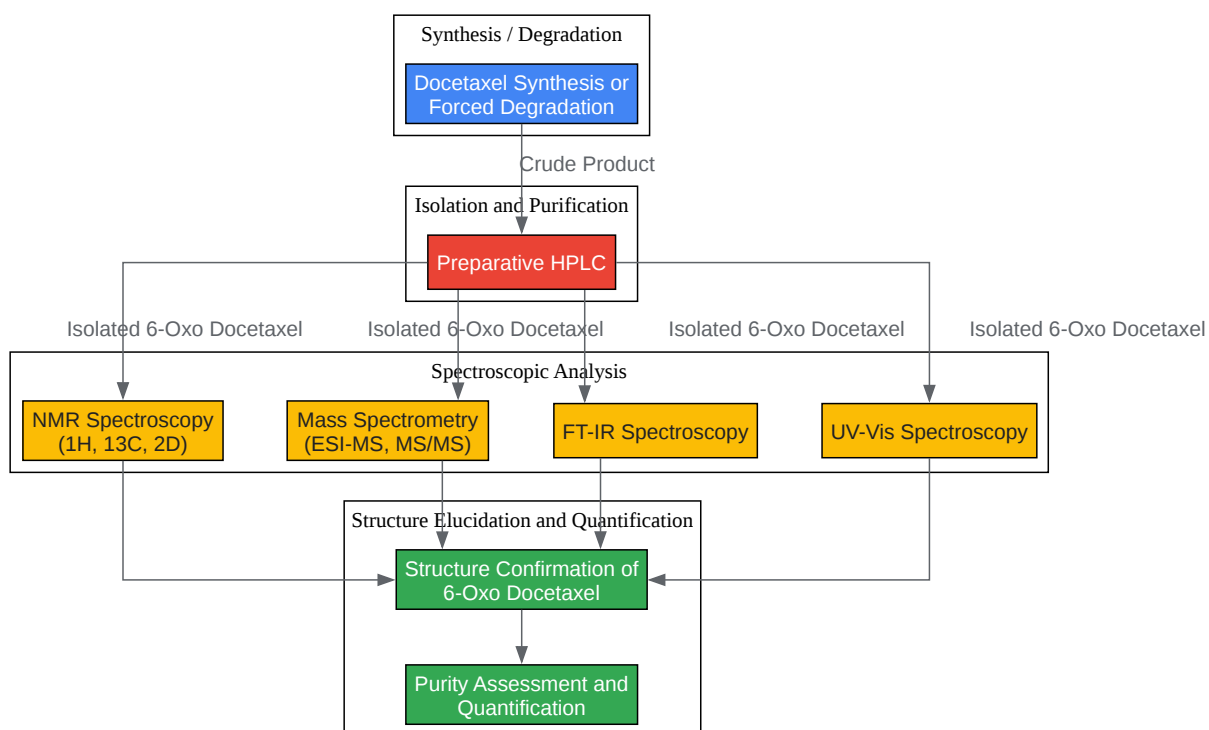 Synthesis / Degradation
Docetaxel Synthesis or
Forced Degradation
Crude Product
Isolation and Purification
Preparative HPLC
Isolated 6-Oxo Docetaxel
Isolated 6-Oxo Docetaxel
Isolated 6-Oxo Docetaxel
Isolated 6-Oxo Docetaxel
Spectroscopic Analysis
NMR Spectroscopy
(1H, 13C, 2D)
Mass Spectrometry
(ESI-MS, MS/MS)
FT-IR Spectroscopy
UV-Vis Spectroscopy
Structure Elucidation and Quantification
Structure Confirmation of
6-Oxo Docetaxel
Purity Assessment and
Quantification